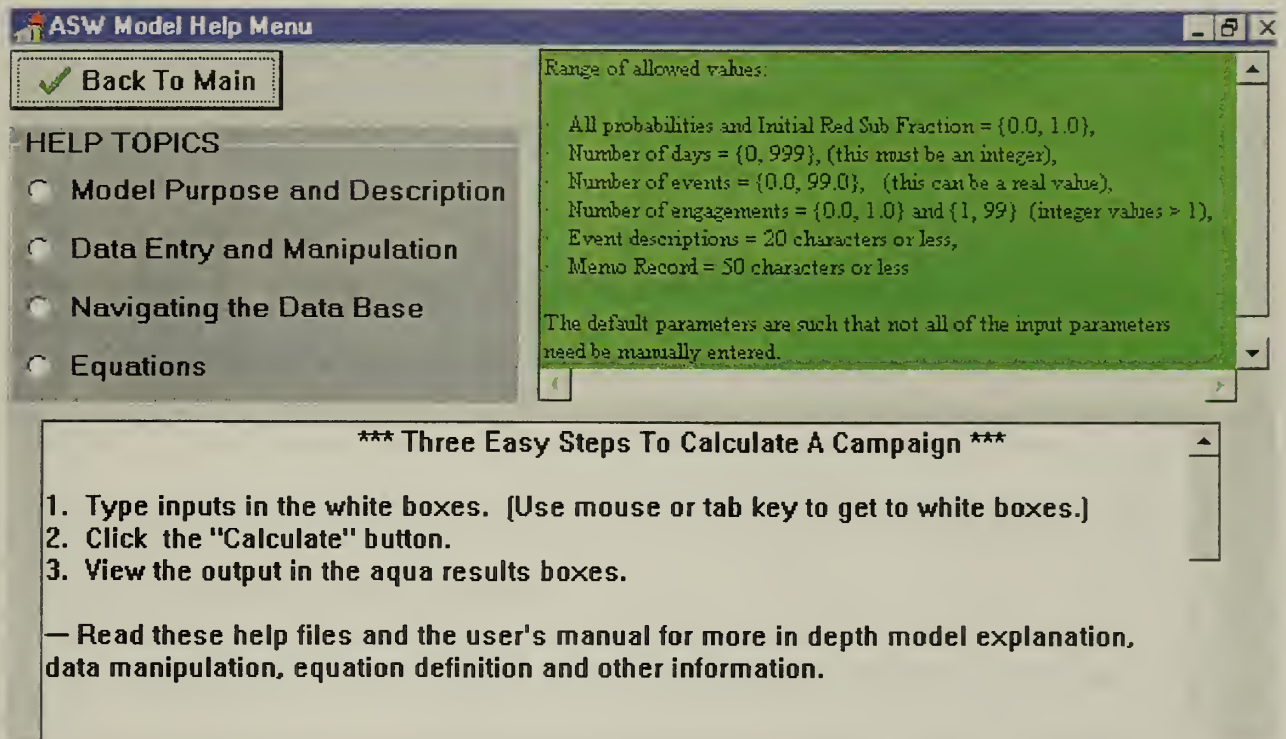 ASW Model Help Menu
Back To Main
HELP TOPICS
Model Purpose and Description
Data Entry and Manipulation
Navigating the Data Base
Equations
Range of allowed values:
· All probabilities and Initial Red Sub Fraction = {0.0, 1.0},
· Number of days = {0, 999}, (this must be an integer),
· Number of events = {0.0, 99.0}, (this can be a real value),
· Number of engagements = {0.0, 1.0} and {1, 99} (integer values > 1),
· Event descriptions = 20 characters or less,
· Memo Record = 50 characters or less
The default parameters are such that not all of the input parameters
need be manually entered.
*** Three Easy Steps To Calculate A Campaign ***
1. Type inputs in the white boxes. (Use mouse or tab key to get to white boxes.)
2. Click the "Calculate" button.
3. View the output in the aqua results boxes.
— Read these help files and the user's manual for more in depth model explanation,
data manipulation, equation definition and other information.